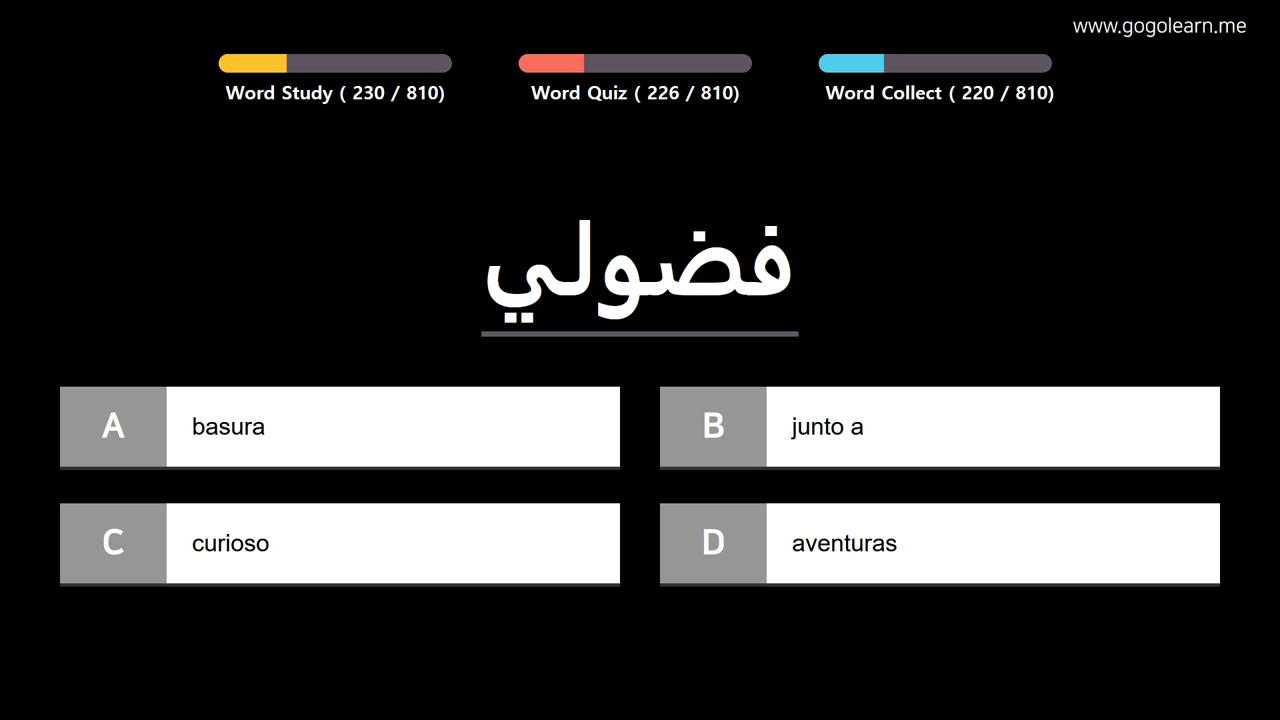 www.gogolearn.me
Word Study ( 230 / 810)
Word Quiz ( 226 / 810)
Word Collect ( 220 / 810)
فضولي
A basura
B junto a
C curioso
D aventuras